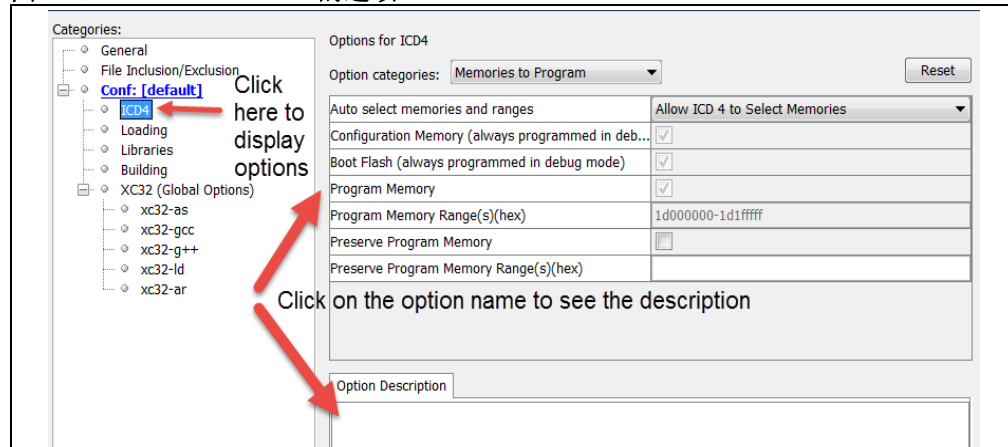 Categories:
General
File Inclusion/Exclusion
Conf: [default]
ICD4
Loading
Libraries
Building
XC32 (Global Options)
xc32-as
xc32-gcc
xc32-g++
xc32-ld
xc32-ar
Click
here to
display
options
Options for ICD4
Option categories: Memories to Program
Reset
Auto select memories and ranges Allow ICD 4 to Select Memories
Configuration Memory (always programmed in deb...
Boot Flash (always programmed in debug mode)
Program Memory
Program Memory Range(s)(hex) 1d000000-1d1fffff
Preserve Program Memory
Preserve Program Memory Range(s)(hex)
Click on the option name to see the description
Option Description